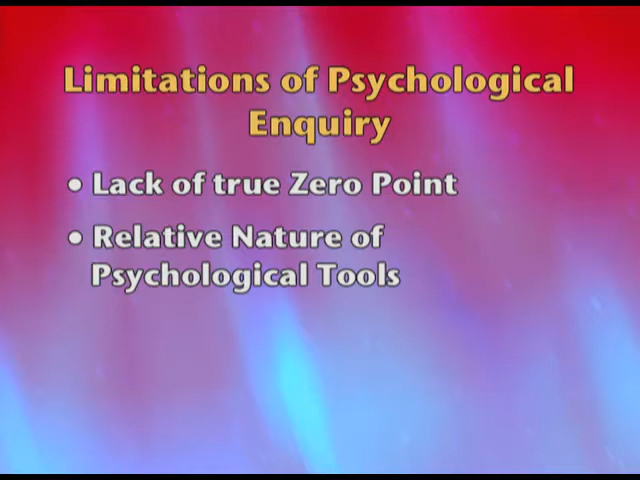 Limitations of Psychological
Enquiry
• Lack of true Zero Point
• Relative Nature of
Psychological Tools